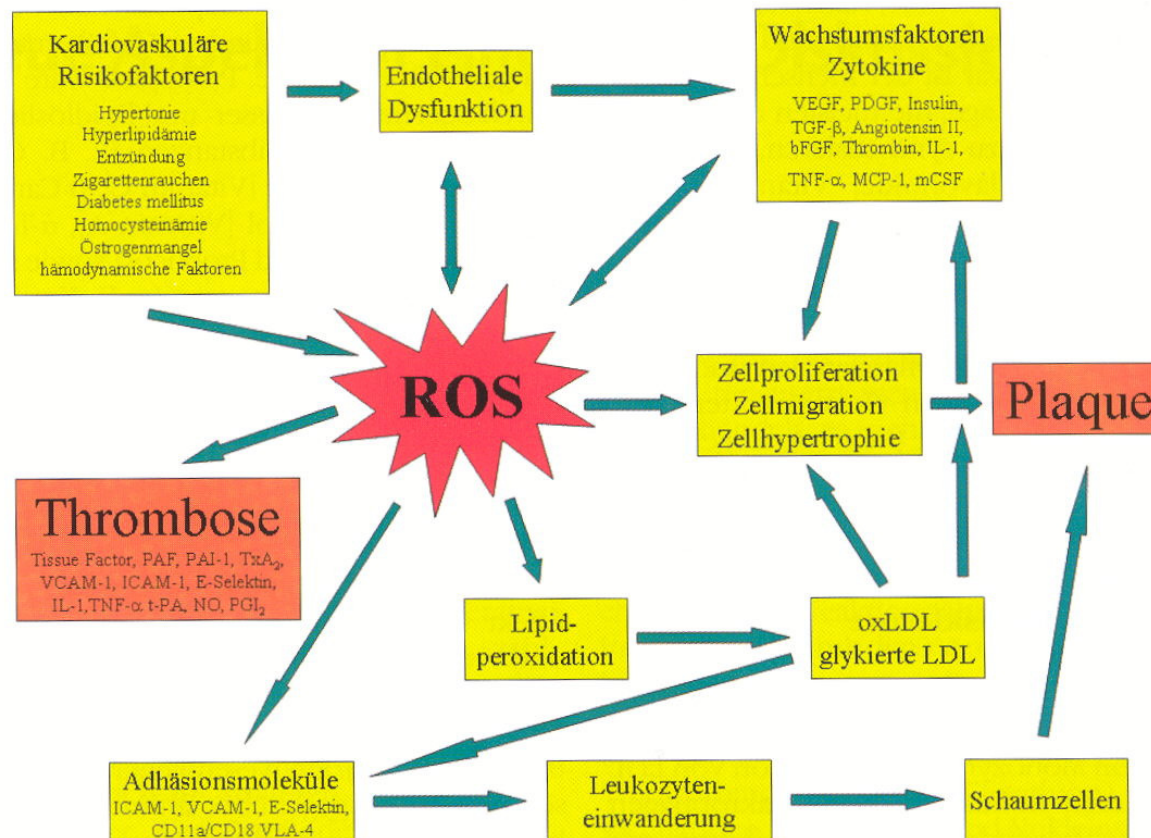 Kardiovaskuläre
Risikofaktoren
Hypertonie
Hyperlipidämie
Entzündung
Zigarettenrauchen
Diabetes mellitus
Homocysteinämie
Östrogenmangel
hämodynamische Faktoren
Endotheliale
Dysfunktion
Wachstumsfaktoren
Zytokine
VEGF, PDGF, Insulin,
TGF-β, Angiotensin II,
bFGF, Thrombin, IL-1,
TNF-α, MCP-1, mCSF
ROS
Zellproliferation
Zellmigration
Zellhypertrophie
Plaque
Thrombose
Tissue Factor, PAF, PAI-1, TxA₂,
VCAM-1, ICAM-1, E-Selektin,
IL-1,TNF-α t-PA, NO, PGI₂
Lipid-
peroxidation
oxLDL
glykierte LDL
Adhäsionsmoleküle
ICAM-1, VCAM-1, E-Selektin,
CD11a/CD18 VLA-4
Leukozyten-
einwanderung
Schaumzellen